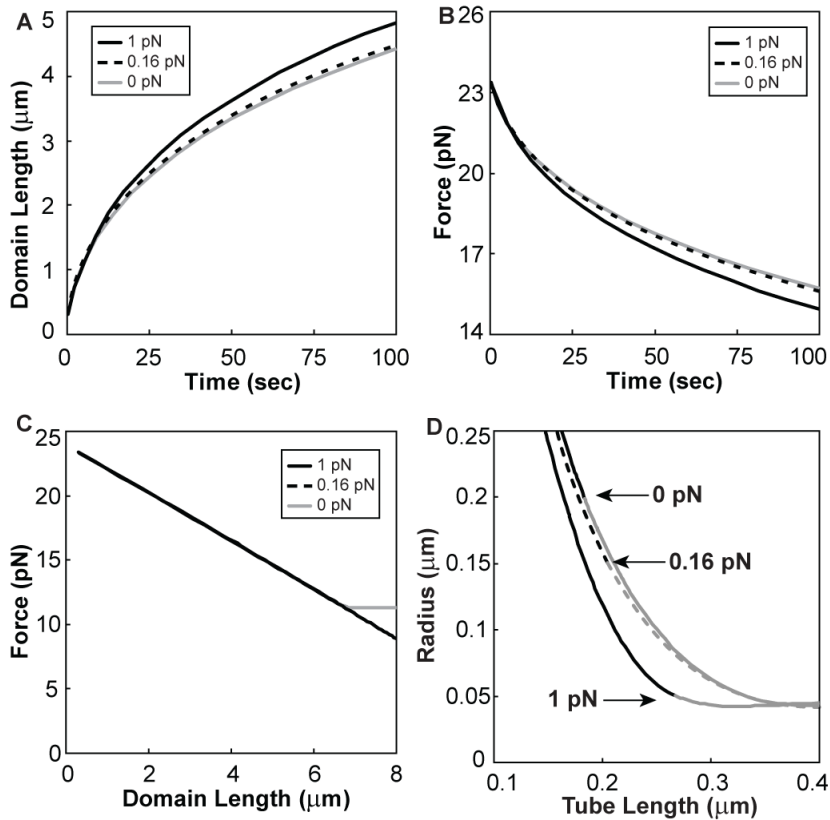 A
5
4
3
2
1
0
Domain Length (μm)
1 pN
0.16 pN
0 pN
0 25 50 75 100
Time (sec)
B
26
23
20
17
14
Force (pN)
1 pN
0.16 pN
0 pN
0 25 50 75 100
Time (sec)
C
25
20
15
10
5
0
Force (pN)
1 pN
0.16 pN
0 pN
0 2 4 6 8
Domain Length (μm)
D
0.25
0.2
0.15
0.1
0.05
0
Radius (μm)
0 pN
0.16 pN
1 pN
0.1 0.2 0.3 0.4
Tube Length (μm)